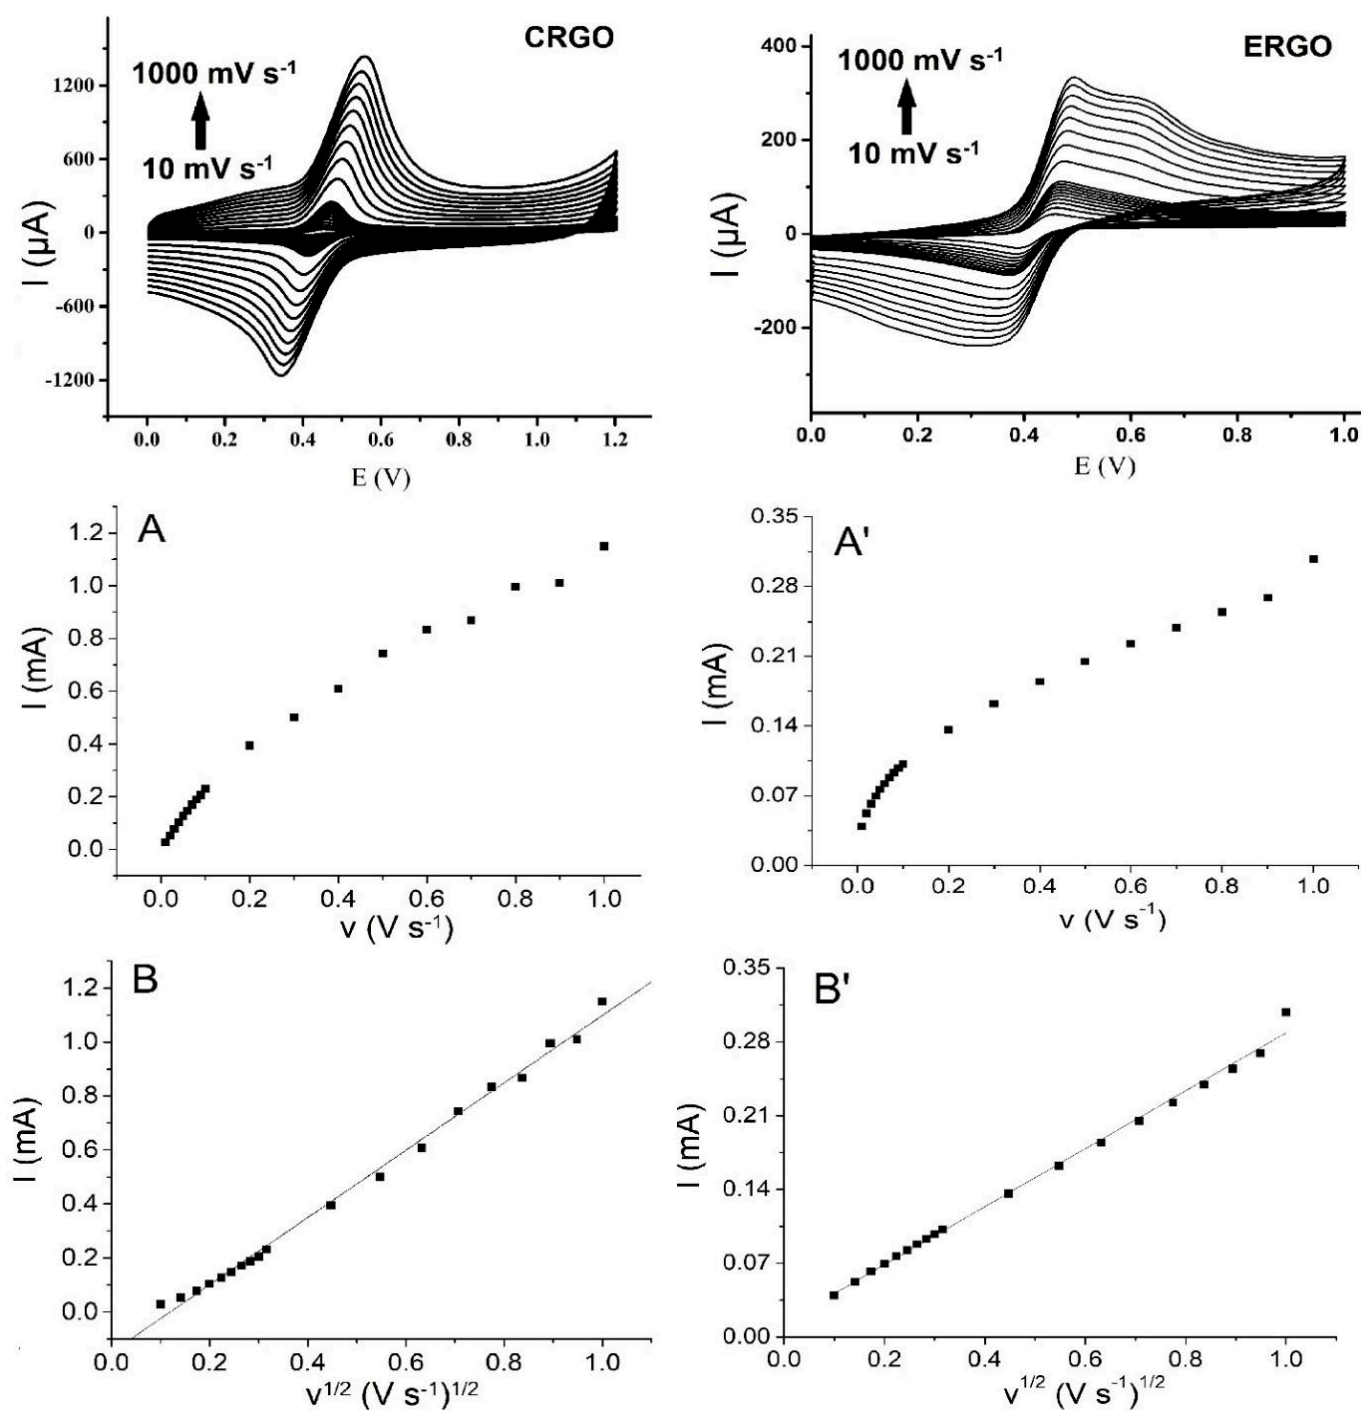 CRGO
1000 mV s⁻¹
10 mV s⁻¹
I (µA)
1200
600
0
-600
-1200
0.0 0.2 0.4 0.6 0.8 1.0 1.2
E (V)
ERGO
1000 mV s⁻¹
10 mV s⁻¹
I (µA)
400
200
0
-200
0.0 0.2 0.4 0.6 0.8 1.0
E (V)
A
I (mA)
1.2
1.0
0.8
0.6
0.4
0.2
0.0
0.0 0.2 0.4 0.6 0.8 1.0
v (V s⁻¹)
A'
I (mA)
0.35
0.28
0.21
0.14
0.07
0.00
0.0 0.2 0.4 0.6 0.8 1.0
v (V s⁻¹)
B
I (mA)
1.2
1.0
0.8
0.6
0.4
0.2
0.0
0.0 0.2 0.4 0.6 0.8 1.0
v¹/² (V s⁻¹)¹/²
B'
I (mA)
0.35
0.28
0.21
0.14
0.07
0.00
0.0 0.2 0.4 0.6 0.8 1.0
v¹/² (V s⁻¹)¹/²